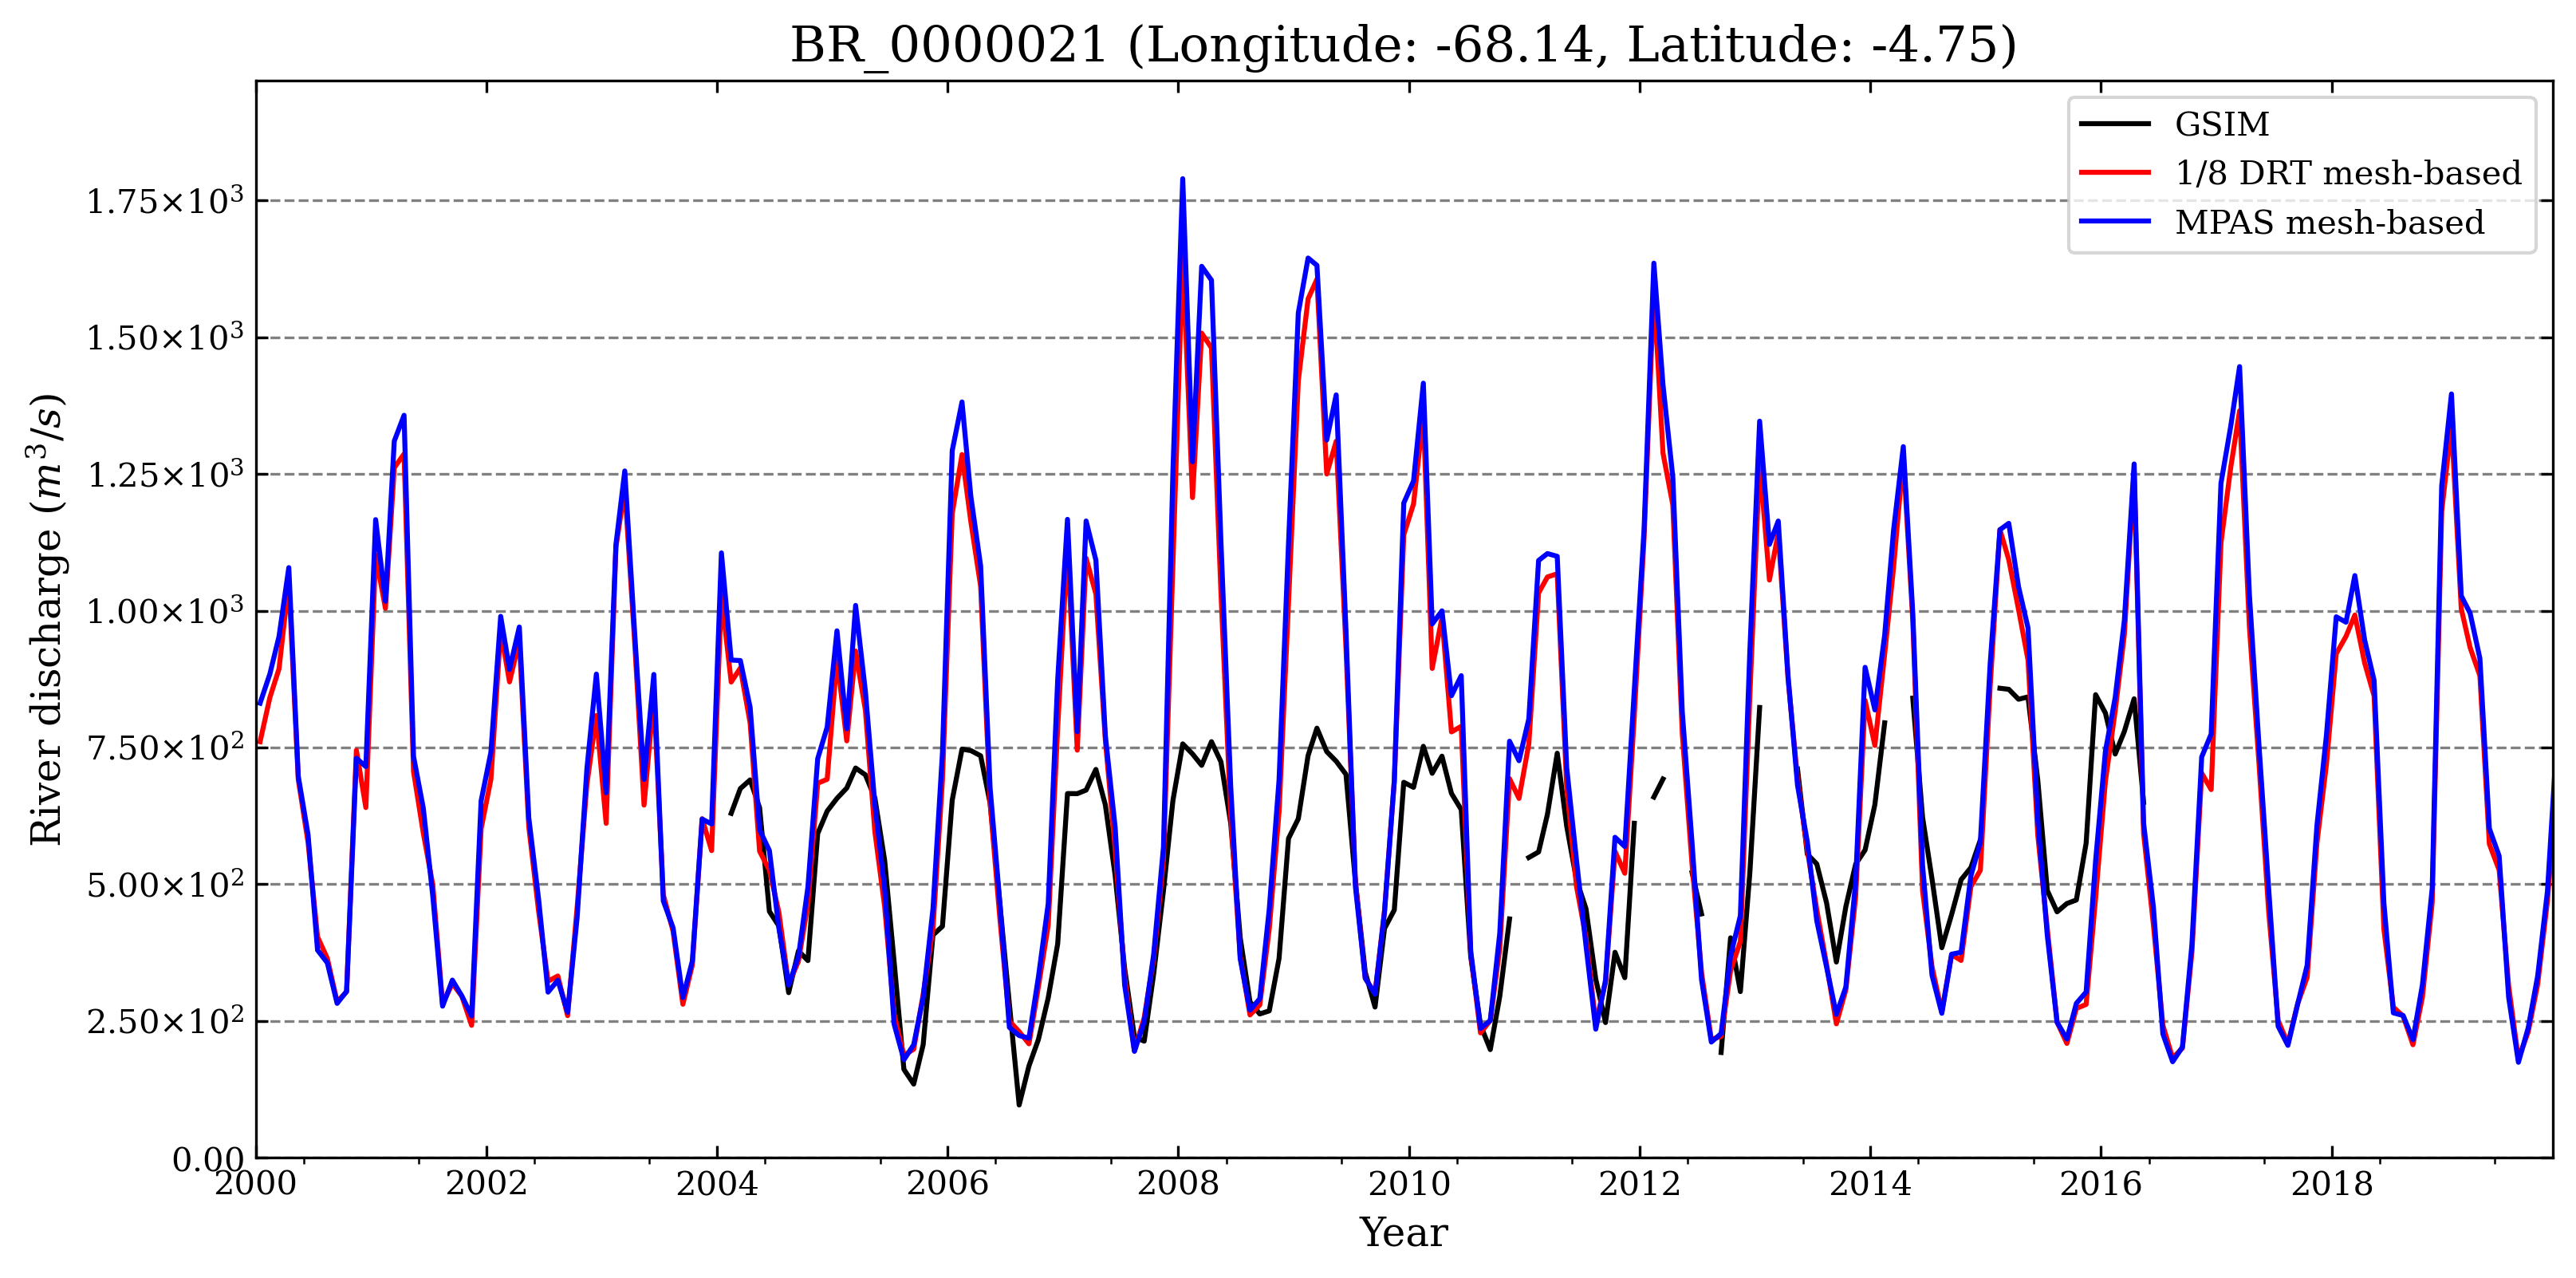 BR_0000021 (Longitude: -68.14, Latitude: -4.75)
GSIM
1/8 DRT mesh-based
MPAS mesh-based
River discharge (m³/s)
1.75×10³
1.50×10³
1.25×10³
1.00×10³
7.50×10²
5.00×10²
2.50×10²
0.00
2000 2002 2004 2006 2008 2010 2012 2014 2016 2018
Year